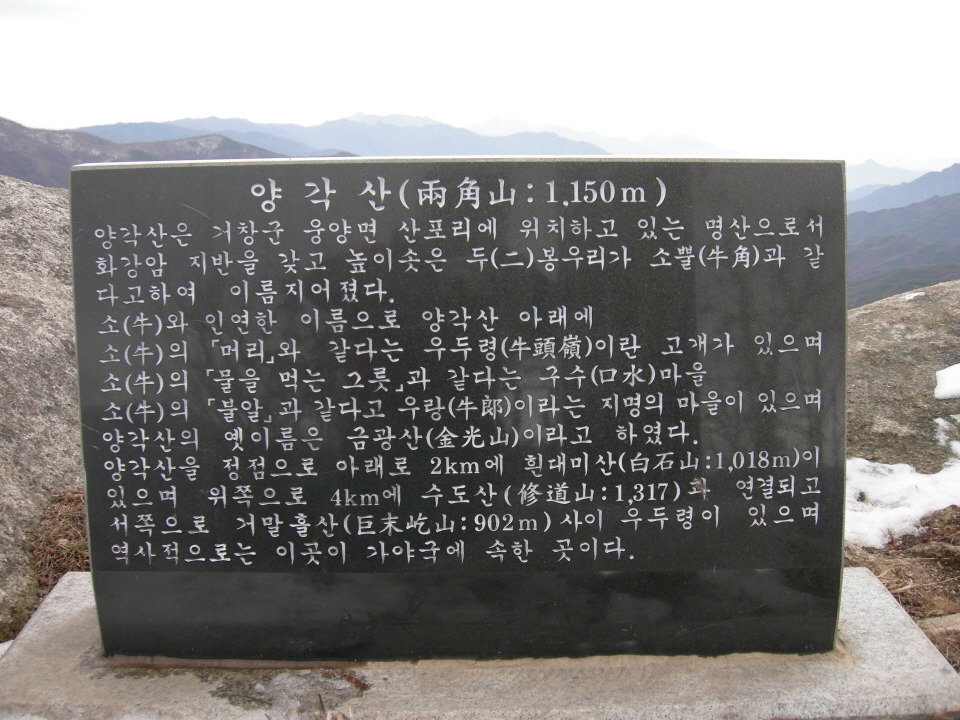 양각산(兩角山:1,150m)
양각산은 거창군 웅양면 산포리에 위치하고 있는 명산으로서
화강암 지반을 갖고 높이솟은 두(二)봉우리가 소뿔(牛角)과 같
다고하여 이름지어졌다.
소(牛)와 인연한 이름으로 양각산 아래에
소(牛)의 「머리」와 같다는 우두령(牛頭嶺)이란 고개가 있으며
소(牛)의 「물을 먹는 그릇」과 같다는 구수(口水)마을
소(牛)의 「불알」과 같다고 우랑(牛郞)이라는 지명의 마을이 있으며
양각산의 옛이름은 금광산(金光山)이라고 하였다.
양각산을 정점으로 아래로 2km에 흰대미산(白石山:1,018m)이
있으며 위쪽으로 4km에 수도산(修道山:1,317)과 연결되고
서쪽으로 거말흘산(巨末屹山:902m)사이 우두령이 있으며
역사적으로는 이곳이 가야국에 속한 곳이다.